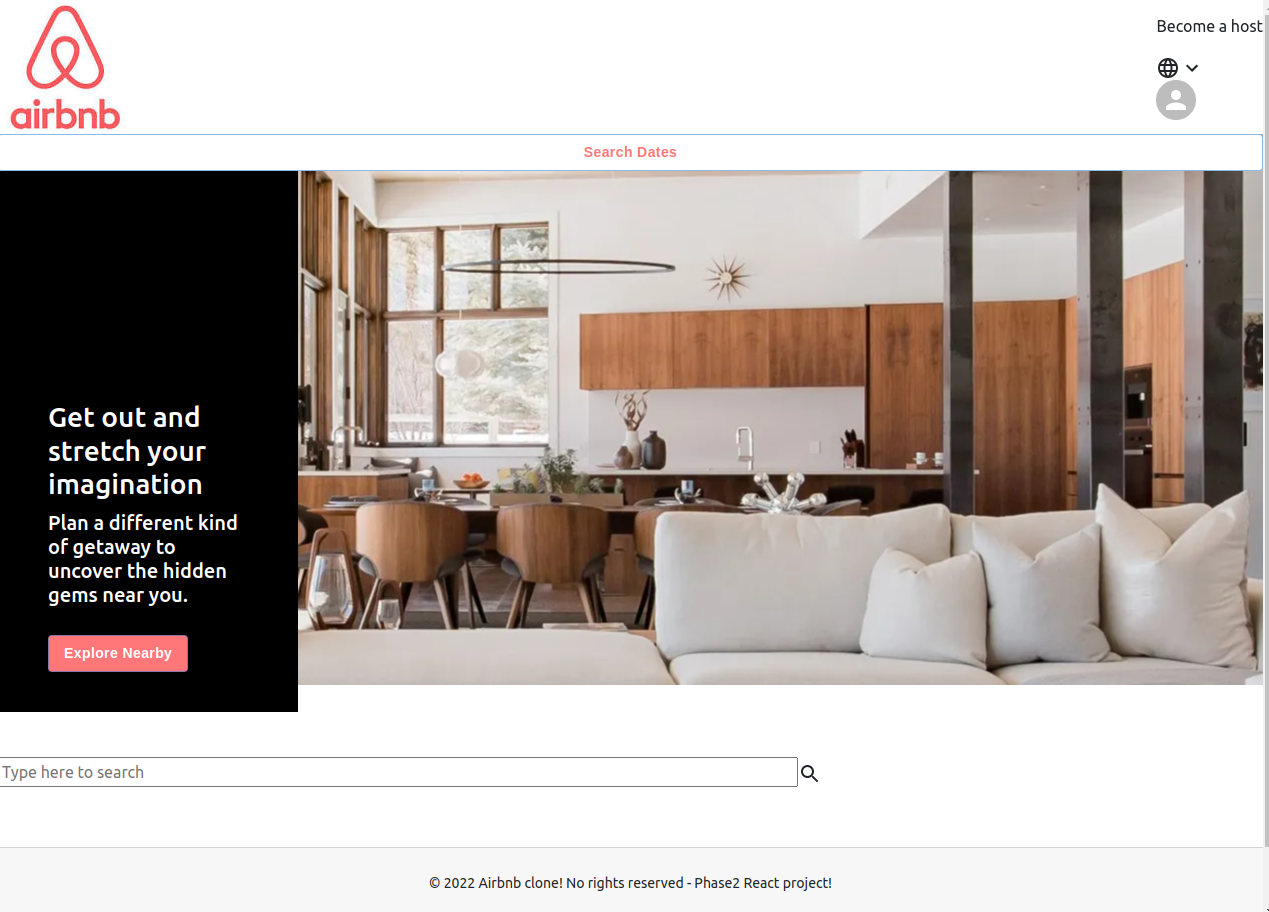 airbnb
Become a host
Search Dates
Get out and
stretch your
imagination
Plan a different kind
of getaway to
uncover the hidden
gems near you.
Explore Nearby
Type here to search
© 2022 Airbnb clone! No rights reserved - Phase2 React project!